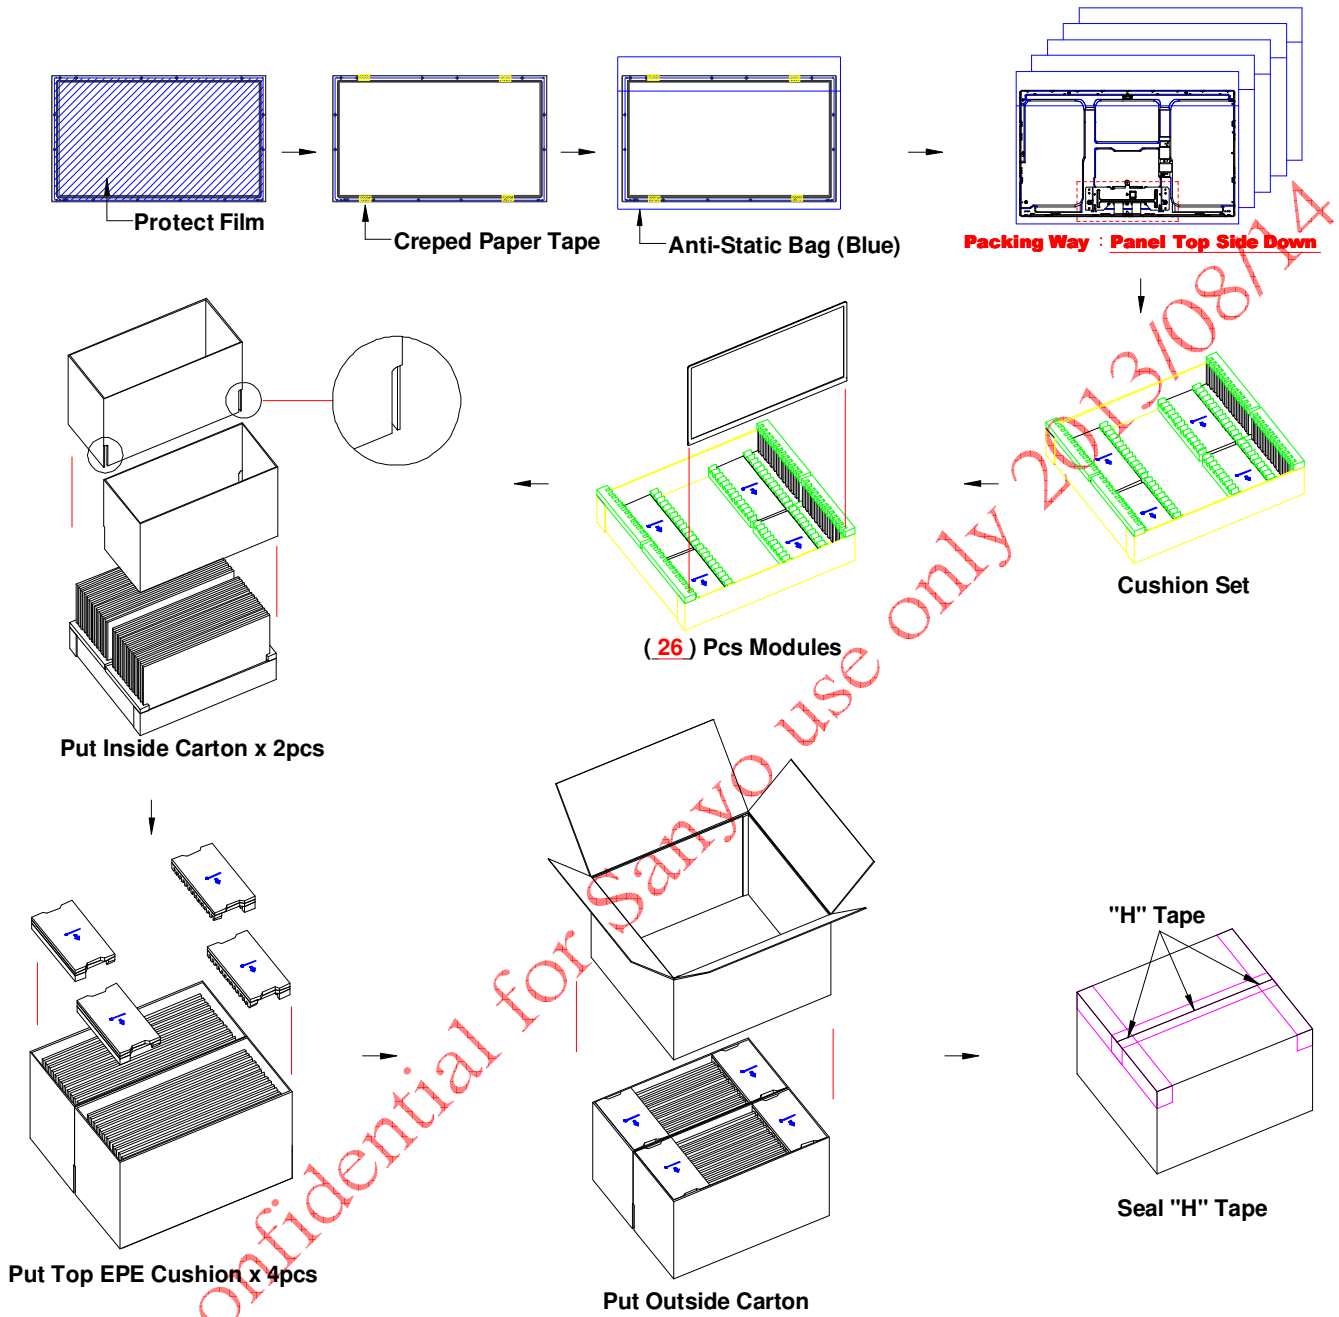 Protect Film
Creped Paper Tape
Anti-Static Bag (Blue)
Packing Way : Panel Top Side Down
Cushion Set
( 26 ) Pcs Modules
Put Inside Carton x 2pcs
"H" Tape
Seal "H" Tape
Put Top EPE Cushion x 4pcs
Put Outside Carton
onfidential for Sanyo use only 2013/08/14